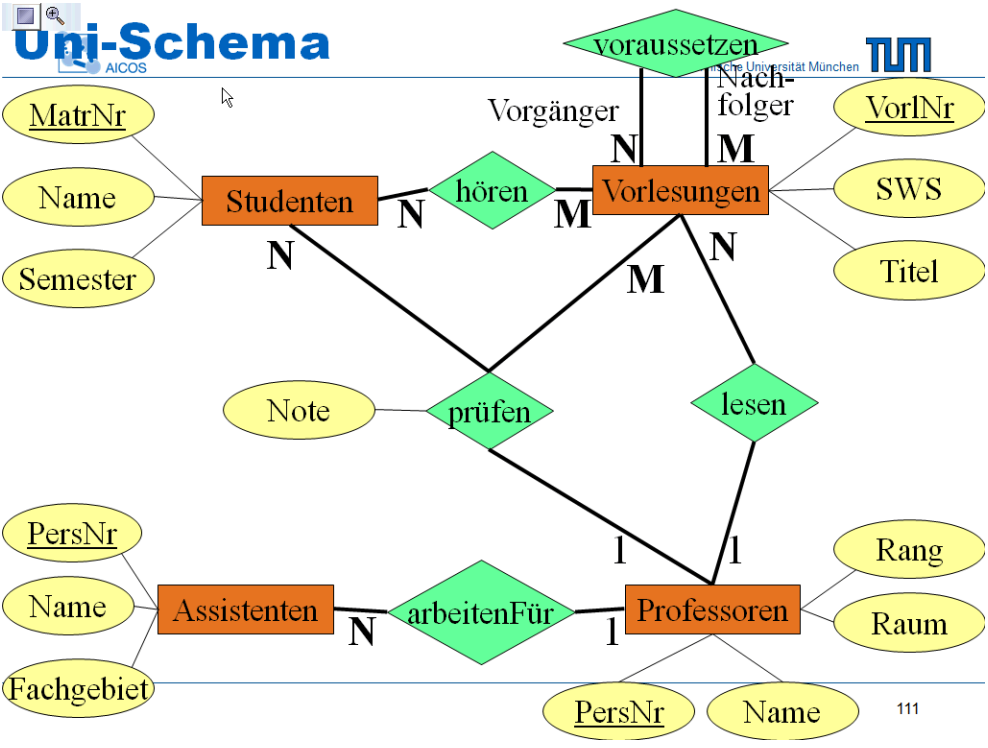 Uni-Schema
AICOS
voraussetzen
Universität München
TUM
Nach-
folger
Vorgänger
N
M
MatrNr
Name
Semester
Studenten
N
hören
M
Vorlesungen
VorlNr
SWS
Titel
N
M
N
Note
prüfen
lesen
1
1
PersNr
Name
Fachgebiet
Assistenten
N
arbeitenFür
1
Professoren
Rang
Raum
PersNr
Name
111